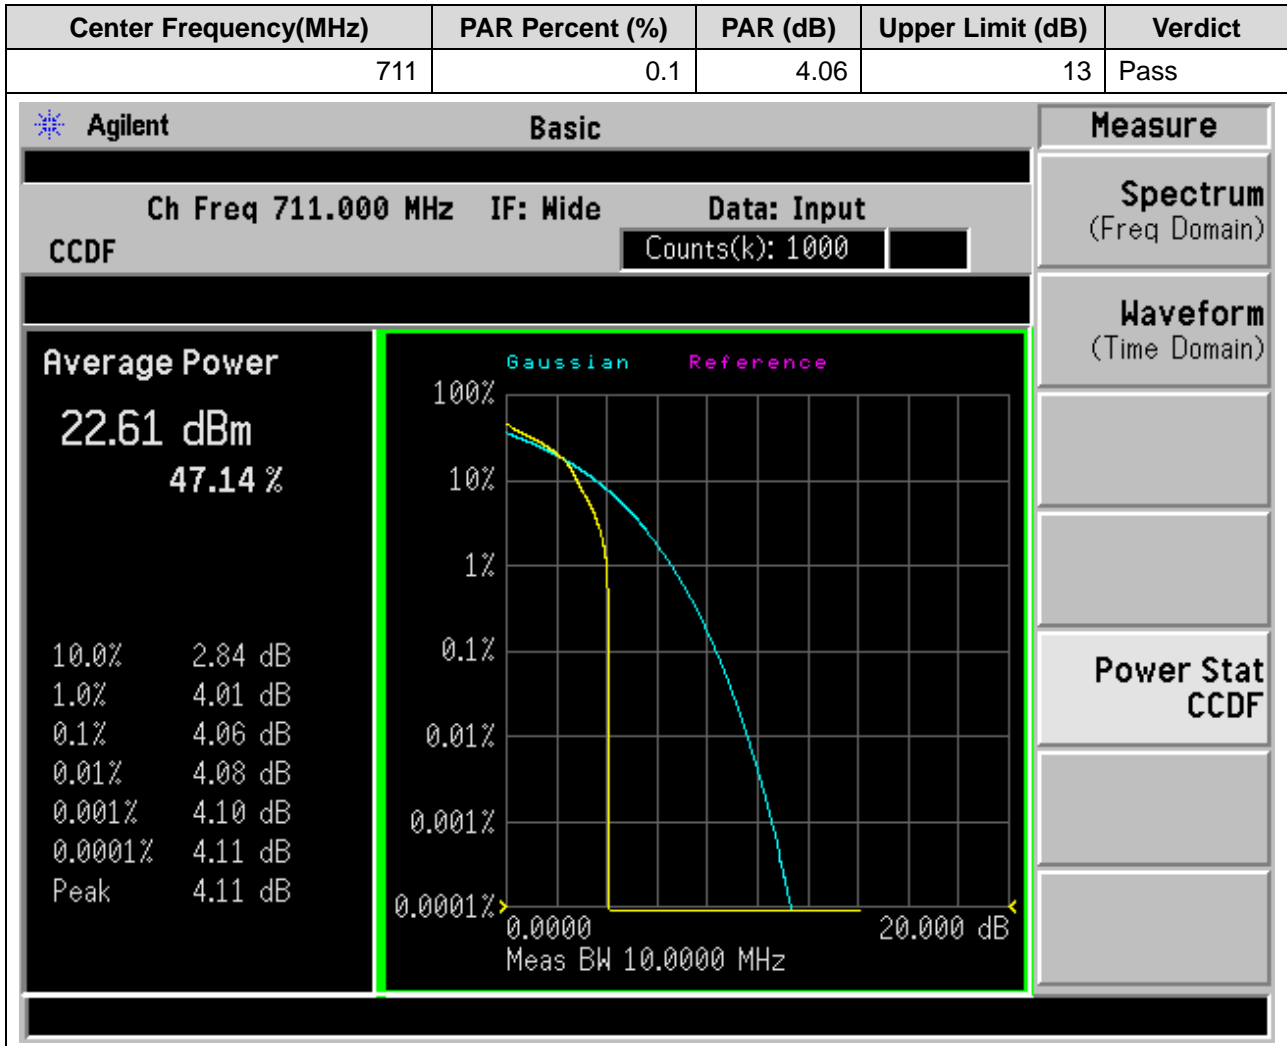 Center Frequency(MHz) PAR Percent (%) PAR (dB) Upper Limit (dB) Verdict
711 0.1 4.06 13 Pass
Agilent Basic Measure
Ch Freq 711.000 MHz IF: Wide Data: Input
CCDF Counts(k): 1000
Spectrum
(Freq Domain)
Waveform
(Time Domain)
Power Stat
CCDF
Average Power
22.61 dBm
47.14 %
10.0% 2.84 dB
1.0% 4.01 dB
0.1% 4.06 dB
0.01% 4.08 dB
0.001% 4.10 dB
0.0001% 4.11 dB
Peak 4.11 dB
Gaussian Reference
100%
10%
1%
0.1%
0.01%
0.001%
0.0001%
0.0000 20.000 dB
Meas BW 10.0000 MHz